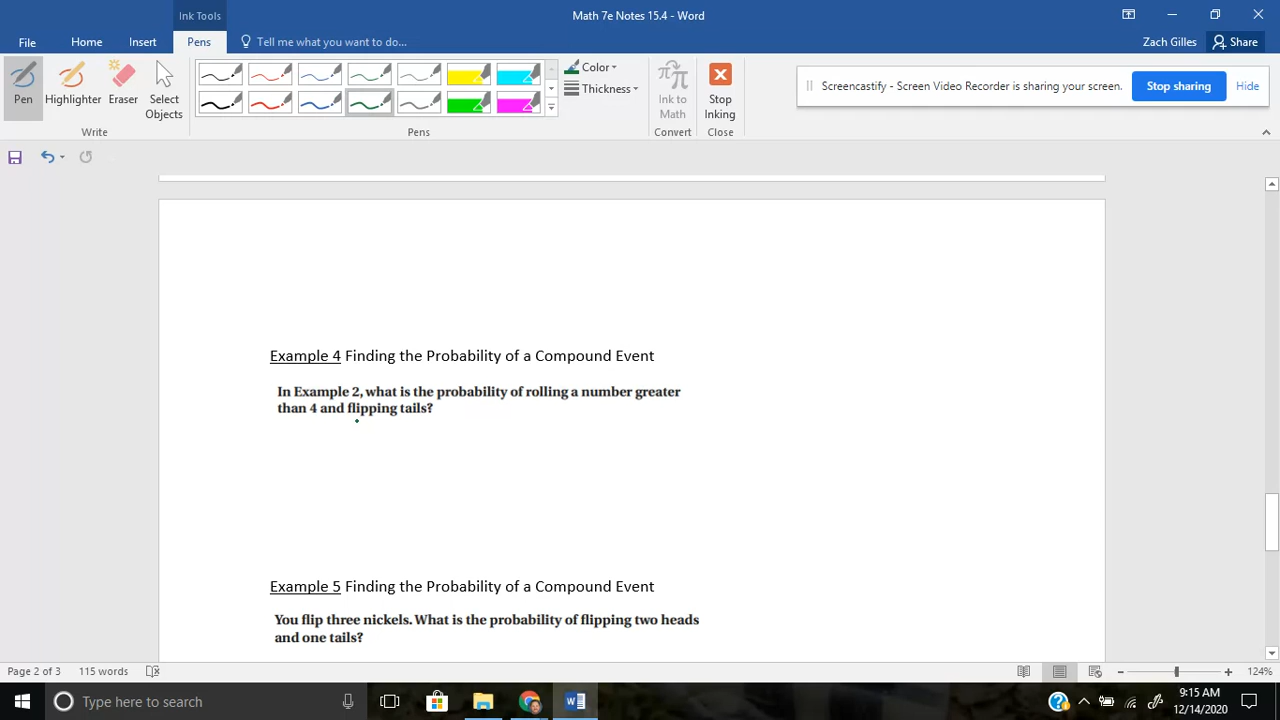 Ink Tools
Math 7e Notes 15.4 - Word
File
Home
Insert
Pens
Tell me what you want to do...
Zach Gilles
Share
Pen
Highlighter
Eraser
Select Objects
Write
Pens
Color
Thickness
Ink to Math
Convert
Stop Inking
Close
Screencastify - Screen Video Recorder is sharing your screen.
Stop sharing
Hide
Example 4 Finding the Probability of a Compound Event
In Example 2, what is the probability of rolling a number greater
than 4 and flipping tails?
Example 5 Finding the Probability of a Compound Event
You flip three nickels. What is the probability of flipping two heads
and one tails?
Page 2 of 3
115 words
124%
Type here to search
9:15 AM
12/14/2020